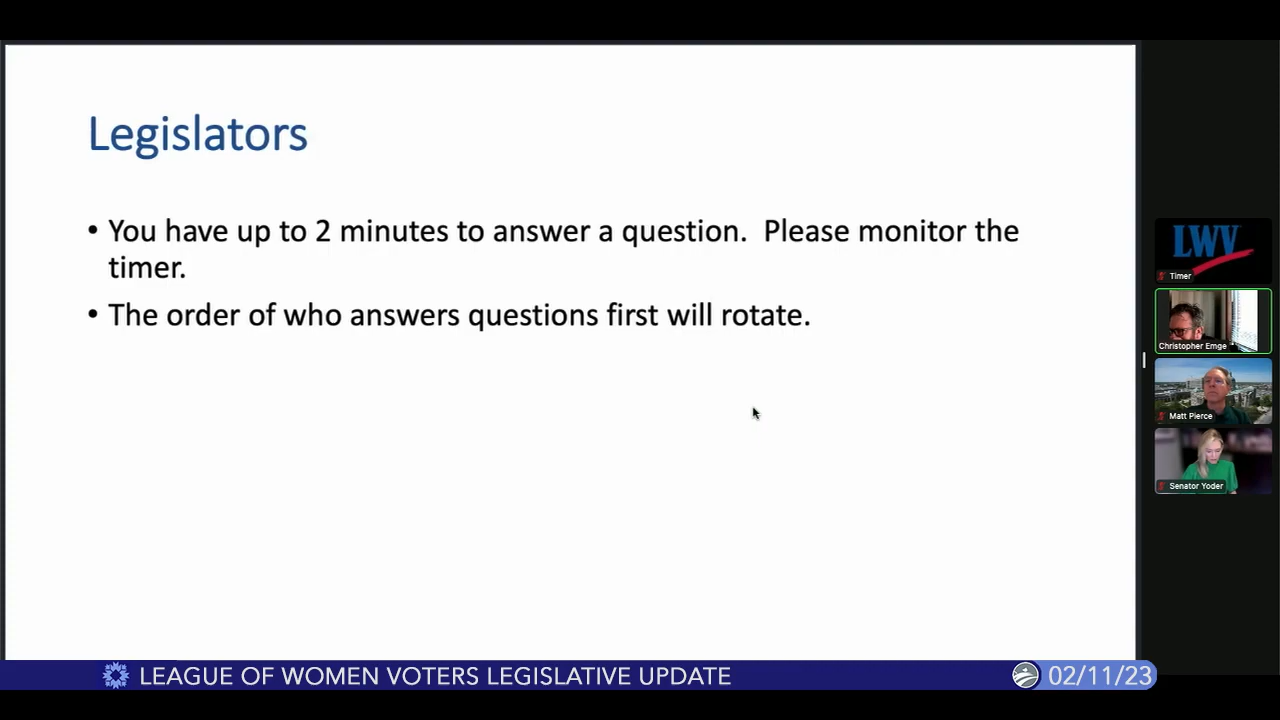 Legislators
• You have up to 2 minutes to answer a question.  Please monitor the
timer.
• The order of who answers questions first will rotate.
LWV
Timer
Christopher Emge
Matt Pierce
Senator Yoder
LEAGUE OF WOMEN VOTERS LEGISLATIVE UPDATE
02/11/23